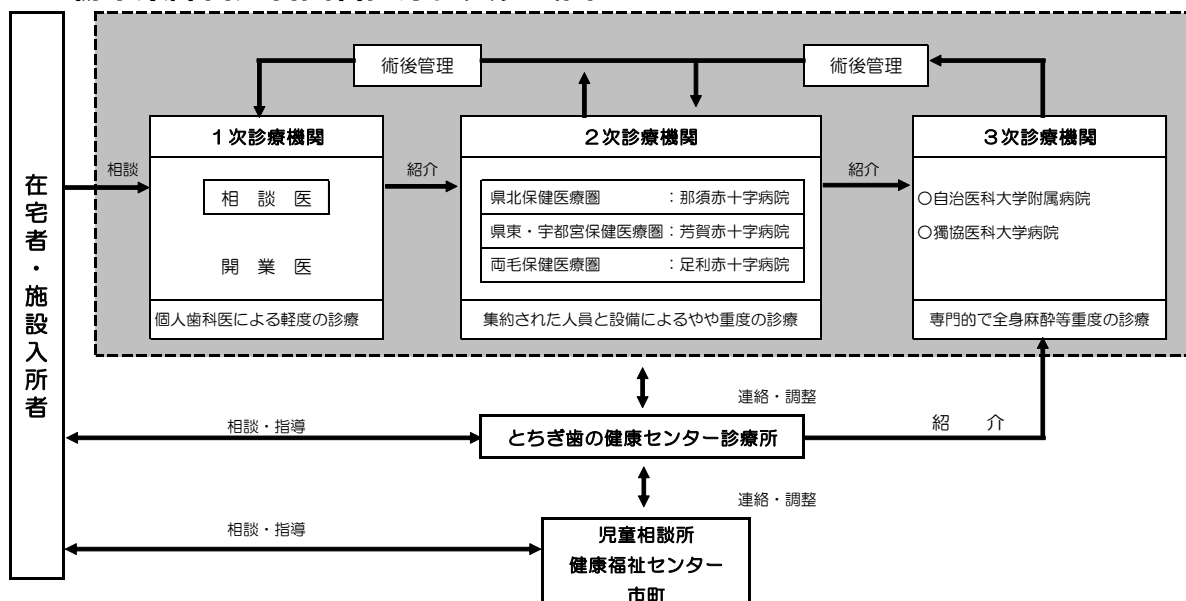 術後管理
術後管理
1次診療機関
2次診療機関
3次診療機関
相談
紹介
紹介
在宅者・施設入所者
相談医
開業医
県北保健医療圏 :那須赤十字病院
県東・宇都宮保健医療圏:芳賀赤十字病院
両毛保健医療圏 :足利赤十字病院
○自治医科大学附属病院
○獨協医科大学病院
個人歯科医による軽度の診療
集約された人員と設備によるやや重度の診療
専門的で全身麻酔等重度の診療
連絡・調整
相談・指導
とちぎ歯の健康センター診療所
紹 介
連絡・調整
相談・指導
児童相談所
健康福祉センター
市町